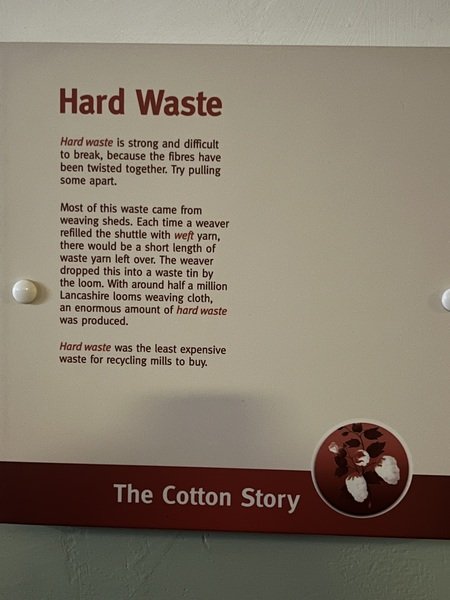 Hard Waste
Hard waste is strong and difficult
to break, because the fibres have
been twisted together. Try pulling
some apart.
Most of this waste came from
weaving sheds. Each time a weaver
refilled the shuttle with weft yarn,
there would be a short length of
waste yarn left over. The weaver
dropped this into a waste tin by
the loom. With around half a million
Lancashire looms weaving cloth,
an enormous amount of hard waste
was produced.
Hard waste was the least expensive
waste for recycling mills to buy.
The Cotton Story